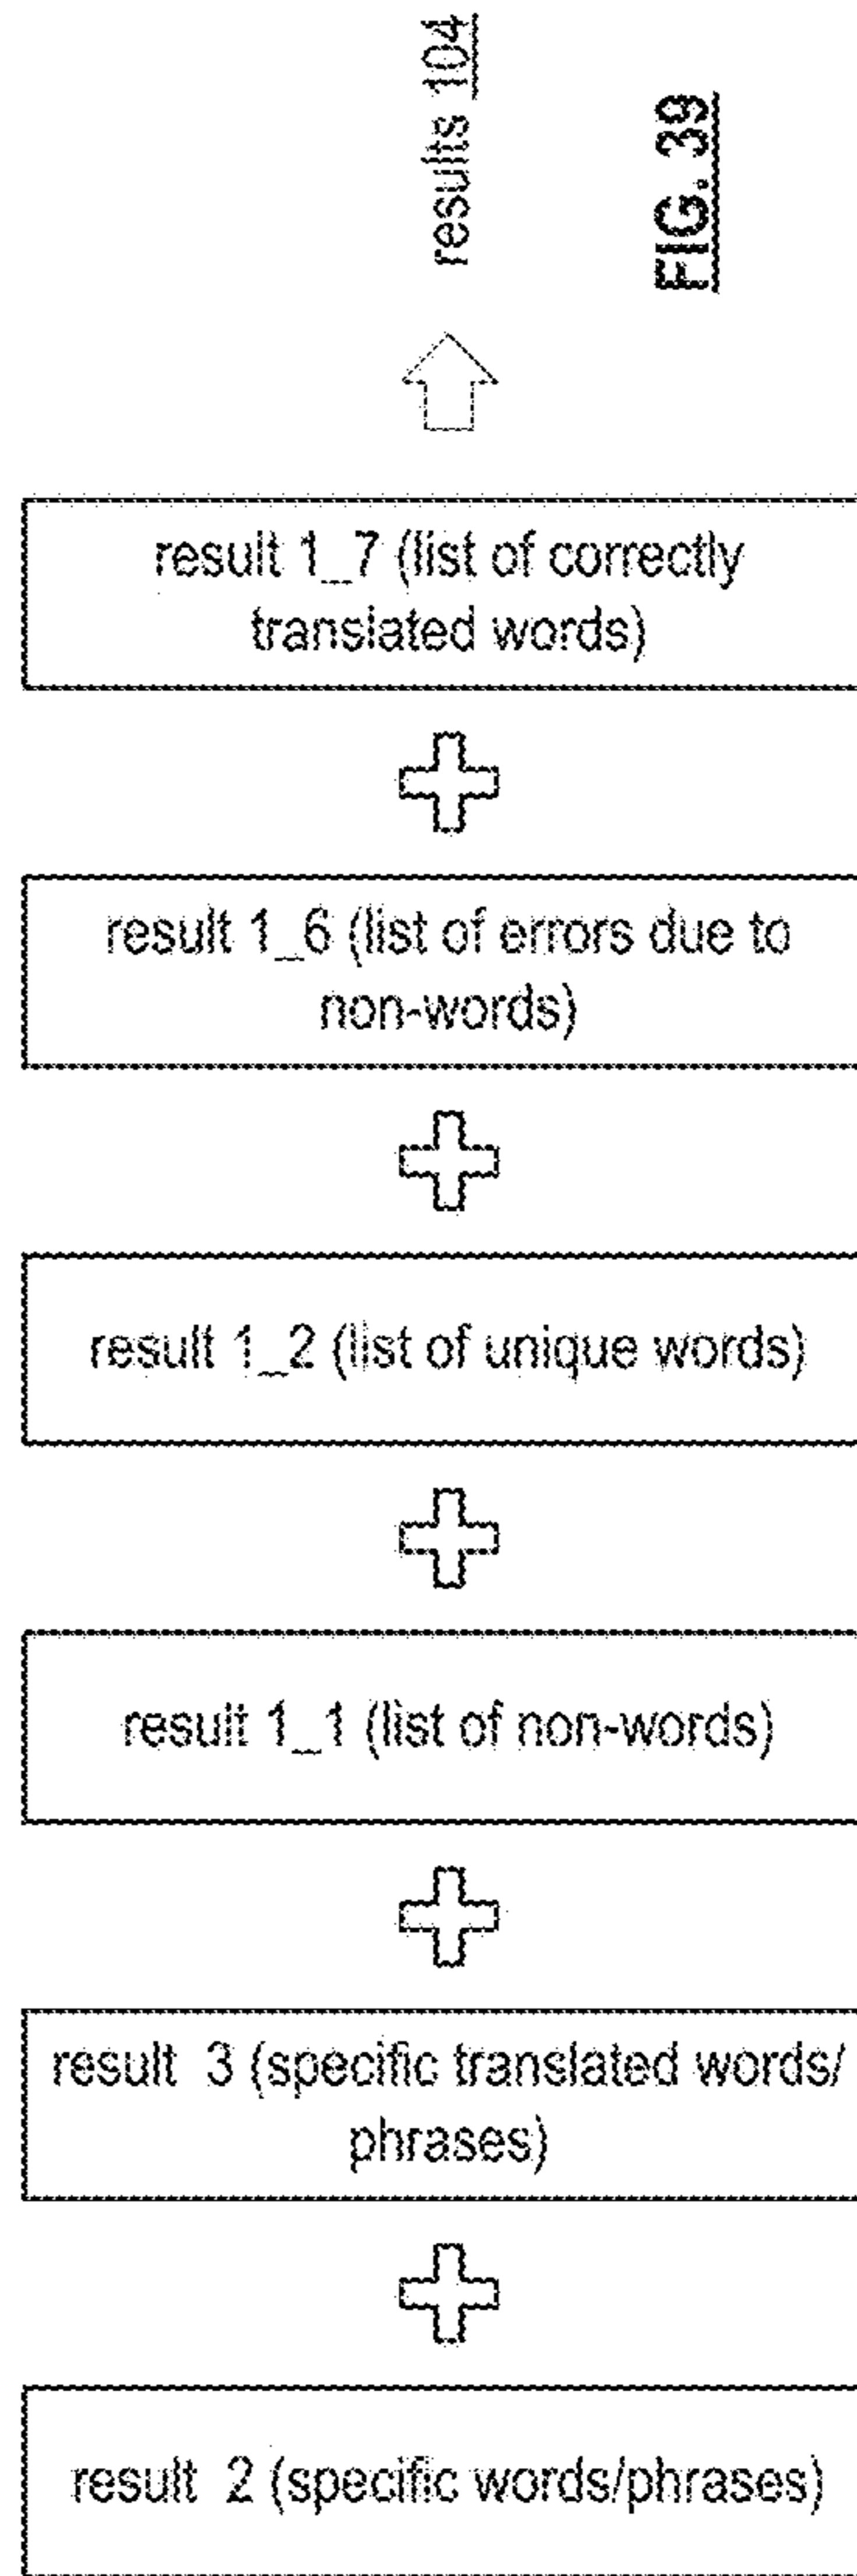 results 104
FIG. 39
result 1_7 (list of correctly
translated words)
result 1_6 (list of errors due to
non-words)
result 1_2 (list of unique words)
result 1_1 (list of non-words)
result 3 (specific translated words/
phrases)
result 2 (specific words/phrases)